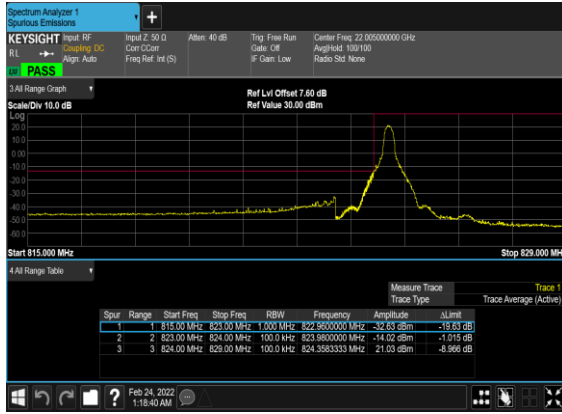 Spectrum Analyzer 1
Spurious Emissions
KEYSIGHT Input: RF Input Z: 50 Ω Atten: 40 dB Trig: Free Run Center Freq: 22.005000000 GHz
RL Coupling: DC Corr CCorr Gate: Off Avg|Hold: 100/100
Align: Auto Freq Ref: Int (S) IF Gain: Low Radio Std: None
PASS
3 All Range Graph
Ref Lvl Offset 7.60 dB
Scale/Div 10.0 dB Ref Value 30.00 dBm
Log
20.0
10.0
0.00
-10.0
-20.0
-30.0
-40.0
-50.0
-60.0
Start 815.000 MHz Stop 829.000 MH
4 All Range Table
Measure Trace Trace 1
Trace Type Trace Average (Active)
Spur Range Start Freq Stop Freq RBW Frequency Amplitude ΔLimit
1 1 815.00 MHz 823.00 MHz 1.000 MHz 822.9600000 MHz -32.63 dBm -19.63 dB
2 2 823.00 MHz 824.00 MHz 100.0 kHz 823.9800000 MHz -14.02 dBm -1.015 dB
3 3 824.00 MHz 829.00 MHz 100.0 kHz 824.3583333 MHz 21.03 dBm -8.966 dB
? Feb 24, 2022
1:18:40 AM